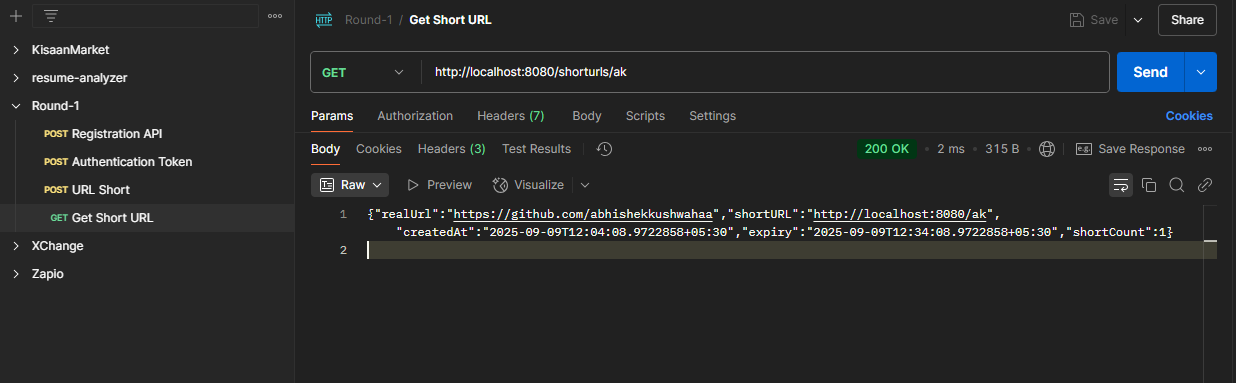 HTTP Round-1 / Get Short URL Save Share
KisaanMarket
resume-analyzer
Round-1
POST Registration API
POST Authentication Token
POST URL Short
GET Get Short URL
XChange
Zapio
GET http://localhost:8080/shorturls/ak Send
Params Authorization Headers (7) Body Scripts Settings Cookies
Body Cookies Headers (3) Test Results 200 OK • 2 ms • 315 B e.g. Save Response
Raw Preview Visualize
1 {"realUrl":"https://github.com/abhishekkushwahaa","shortURL":"http://localhost:8080/ak",
"createdAt":"2025-09-09T12:04:08.9722858+05:30","expiry":"2025-09-09T12:34:08.9722858+05:30","shortCount":1}
2